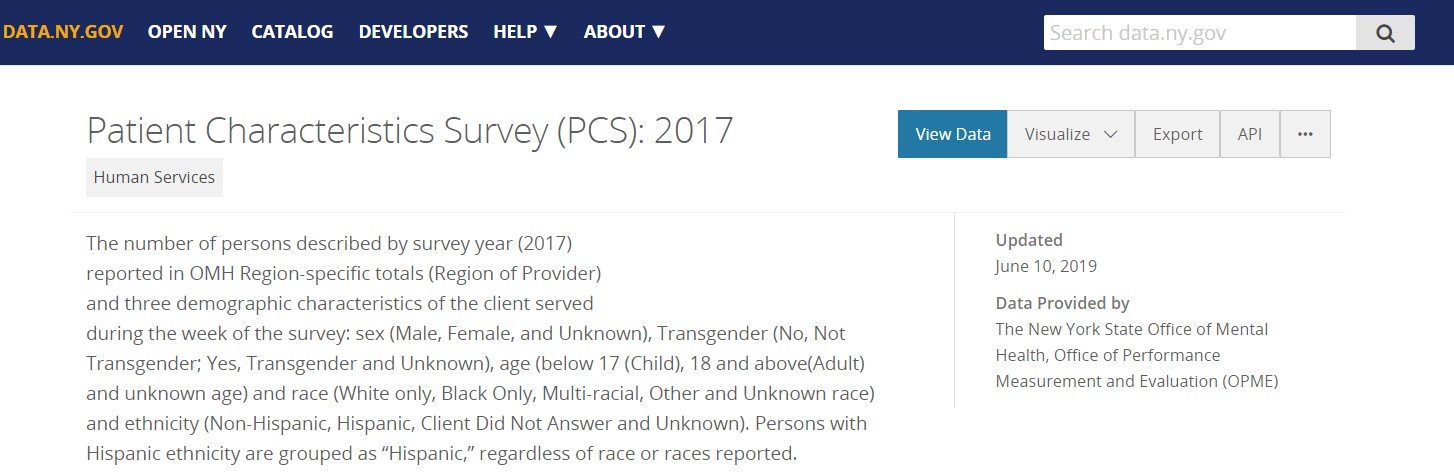 DATA.NY.GOV OPEN NY CATALOG DEVELOPERS HELP ▼ ABOUT ▼ Search data.ny.gov
Patient Characteristics Survey (PCS): 2017
View Data Visualize Export API •••
Human Services
The number of persons described by survey year (2017)
reported in OMH Region-specific totals (Region of Provider)
and three demographic characteristics of the client served
during the week of the survey: sex (Male, Female, and Unknown), Transgender (No, Not
Transgender; Yes, Transgender and Unknown), age (below 17 (Child), 18 and above(Adult)
and unknown age) and race (White only, Black Only, Multi-racial, Other and Unknown race)
and ethnicity (Non-Hispanic, Hispanic, Client Did Not Answer and Unknown). Persons with
Hispanic ethnicity are grouped as “Hispanic,” regardless of race or races reported.
Updated
June 10, 2019
Data Provided by
The New York State Office of Mental
Health, Office of Performance
Measurement and Evaluation (OPME)